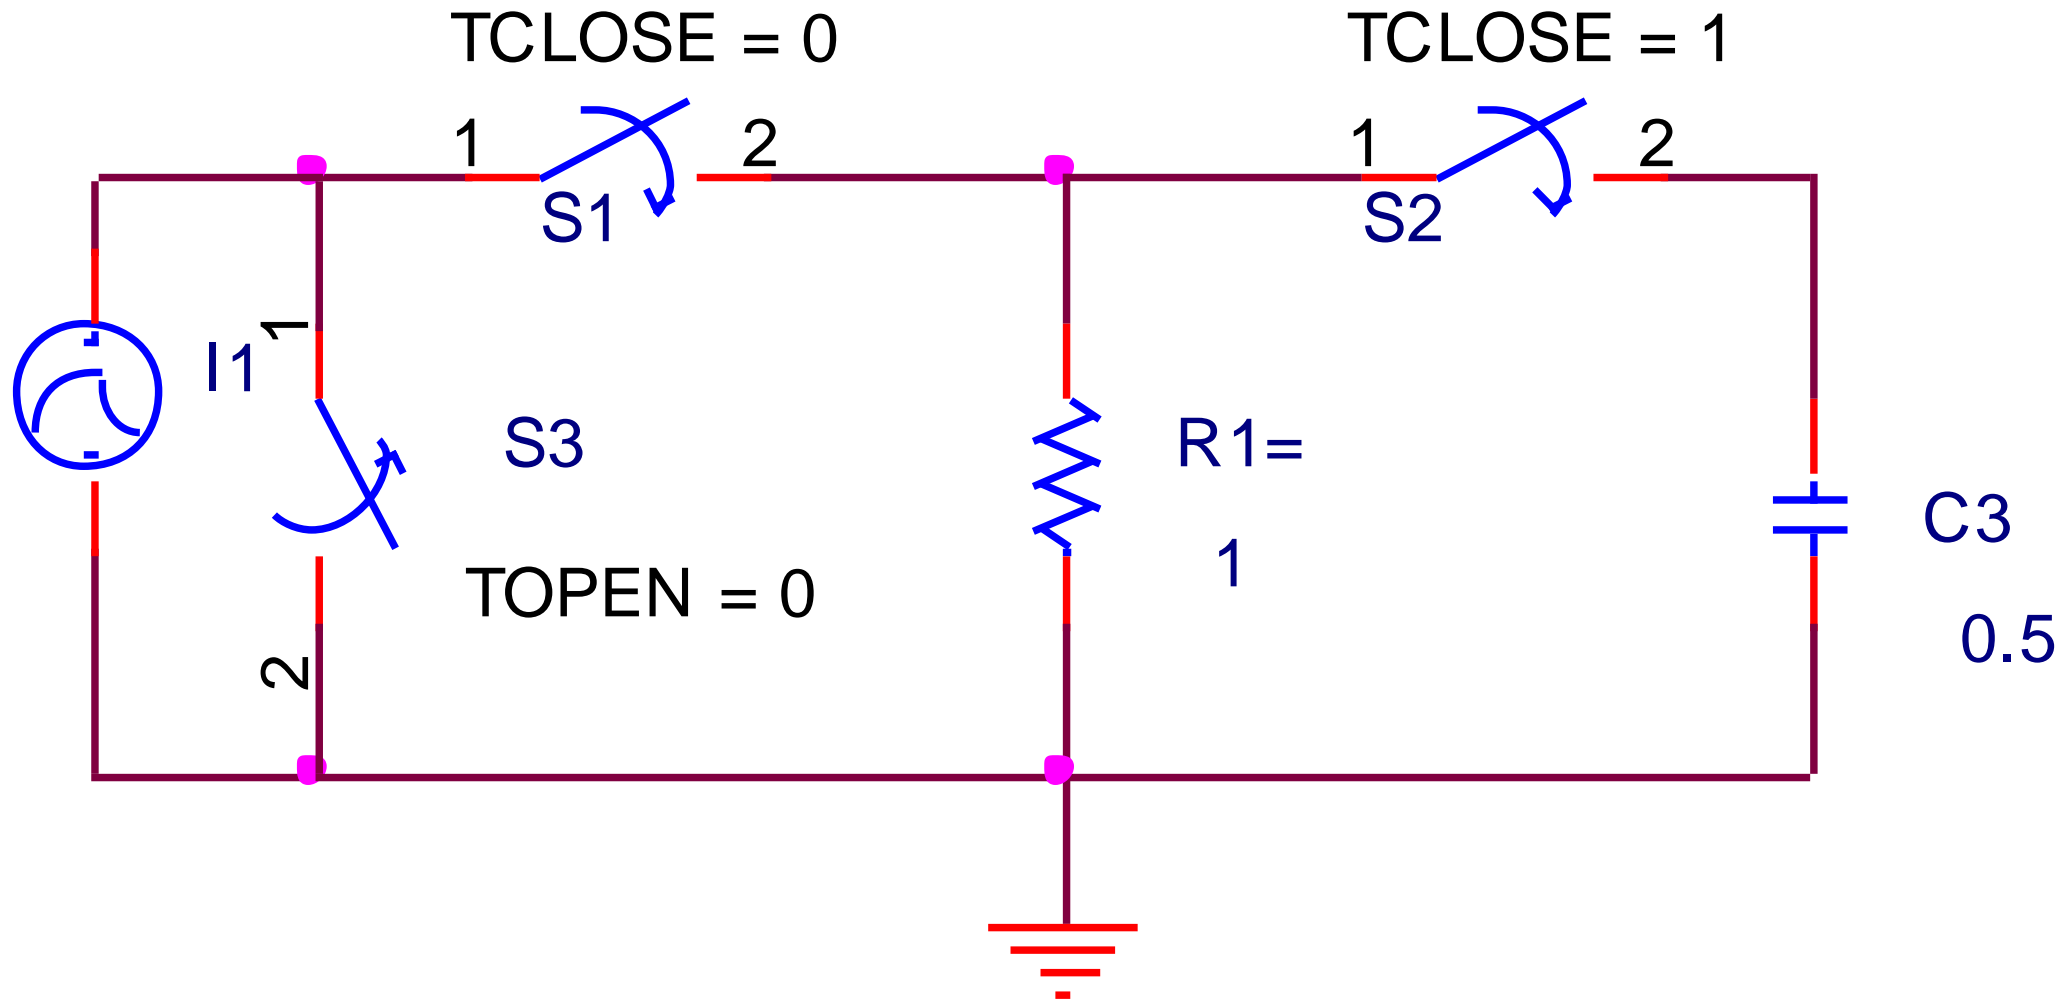 TCLOSE = 0
TCLOSE = 1
1
2
1
2
S1
S2
1
I1
S3
R1=
C3
1
TOPEN = 0
0.5
2